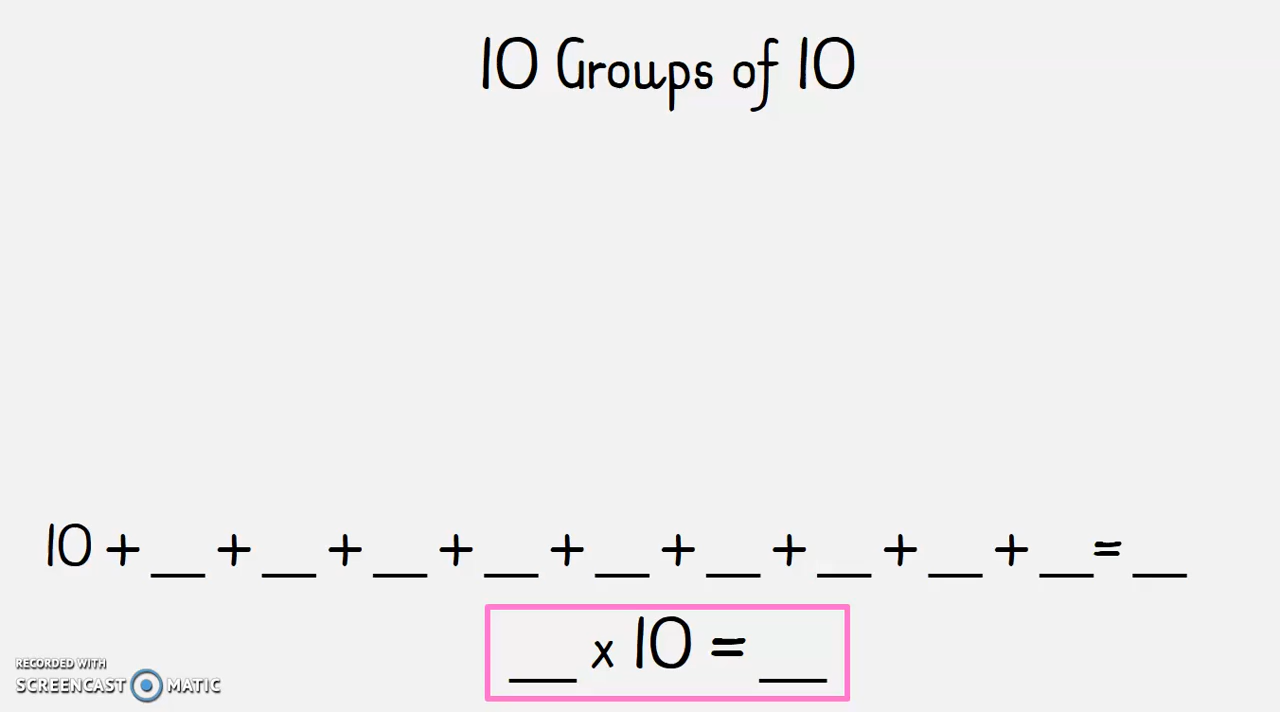 10 Groups of 10
10 + __ + __ + __ + __ + __ + __ + __ + __ + __ = __
__ x 10 = __
RECORDED WITH
SCREENCAST MATIC